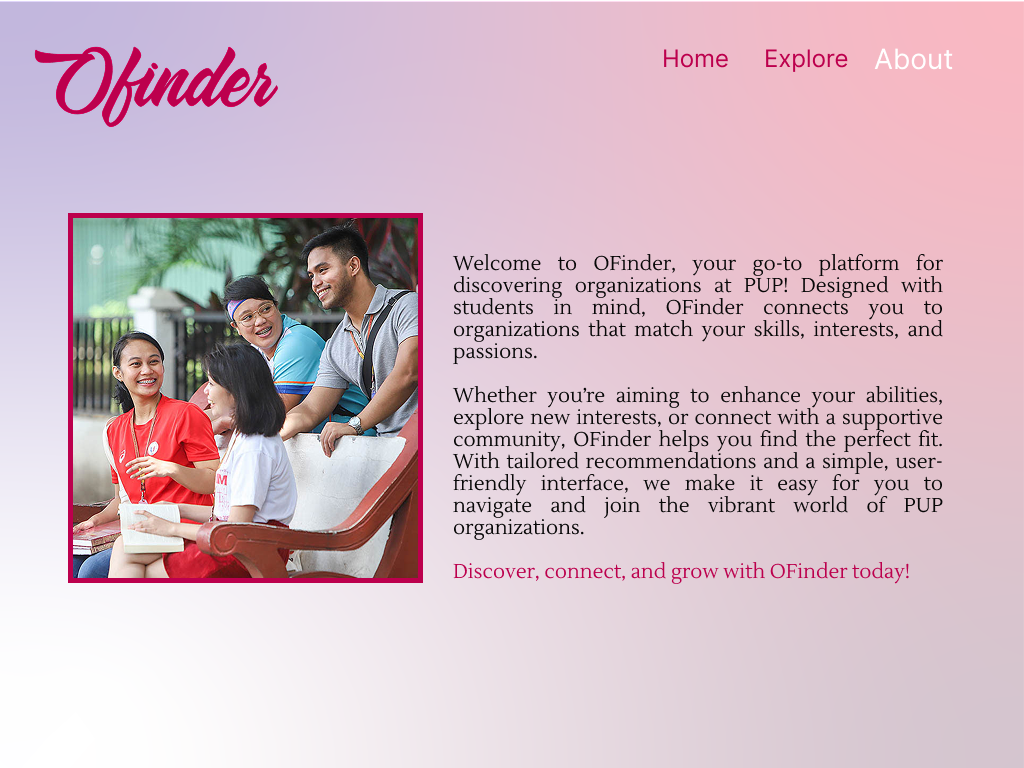 Ofinder
Home Explore About
Welcome to OFinder, your go-to platform for
discovering organizations at PUP! Designed with
students in mind, OFinder connects you to
organizations that match your skills, interests, and
passions.
Whether you’re aiming to enhance your abilities,
explore new interests, or connect with a supportive
community, OFinder helps you find the perfect fit.
With tailored recommendations and a simple, user-
friendly interface, we make it easy for you to
navigate and join the vibrant world of PUP
organizations.
Discover, connect, and grow with OFinder today!